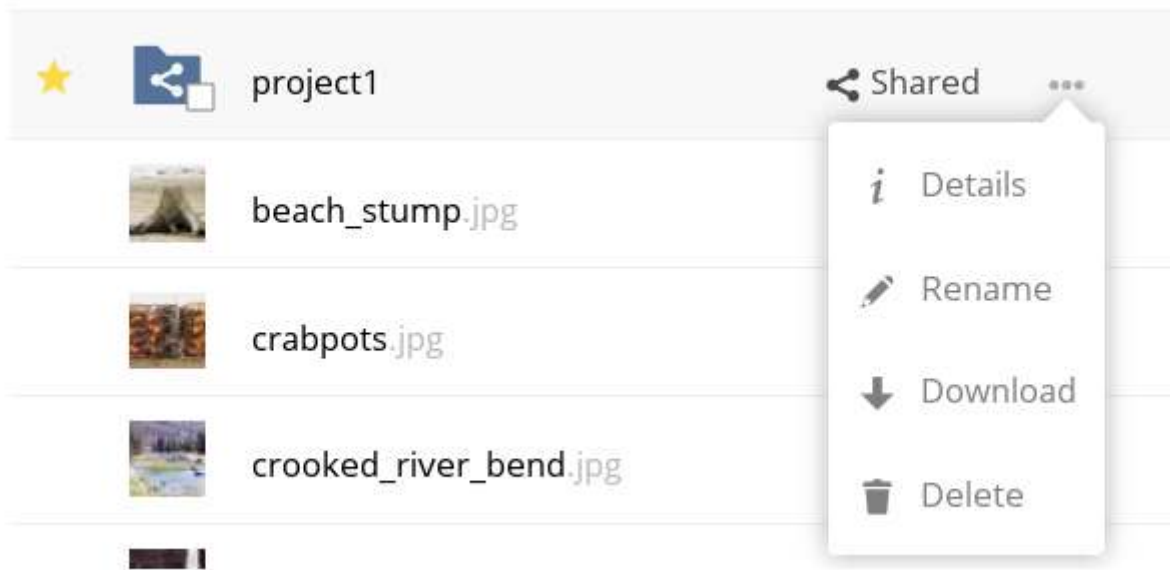 project1 Shared
Details
beach_stump.jpg
Rename
crabpots.jpg
Download
crooked_river_bend.jpg
Delete